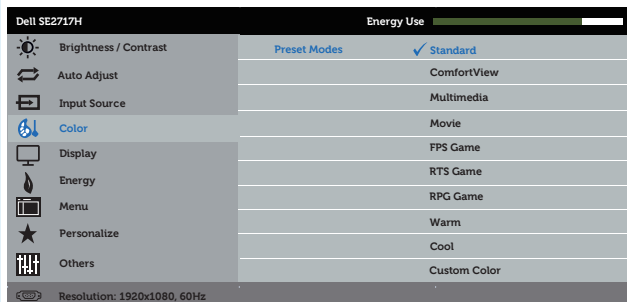 Dell SE2717H Energy Use
Brightness / Contrast Preset Modes ✓ Standard
Auto Adjust ComfortView
Input Source Multimedia
Color Movie
Display FPS Game
Energy RTS Game
Menu RPG Game
Personalize Warm
Cool
Others Custom Color
Resolution: 1920x1080, 60Hz